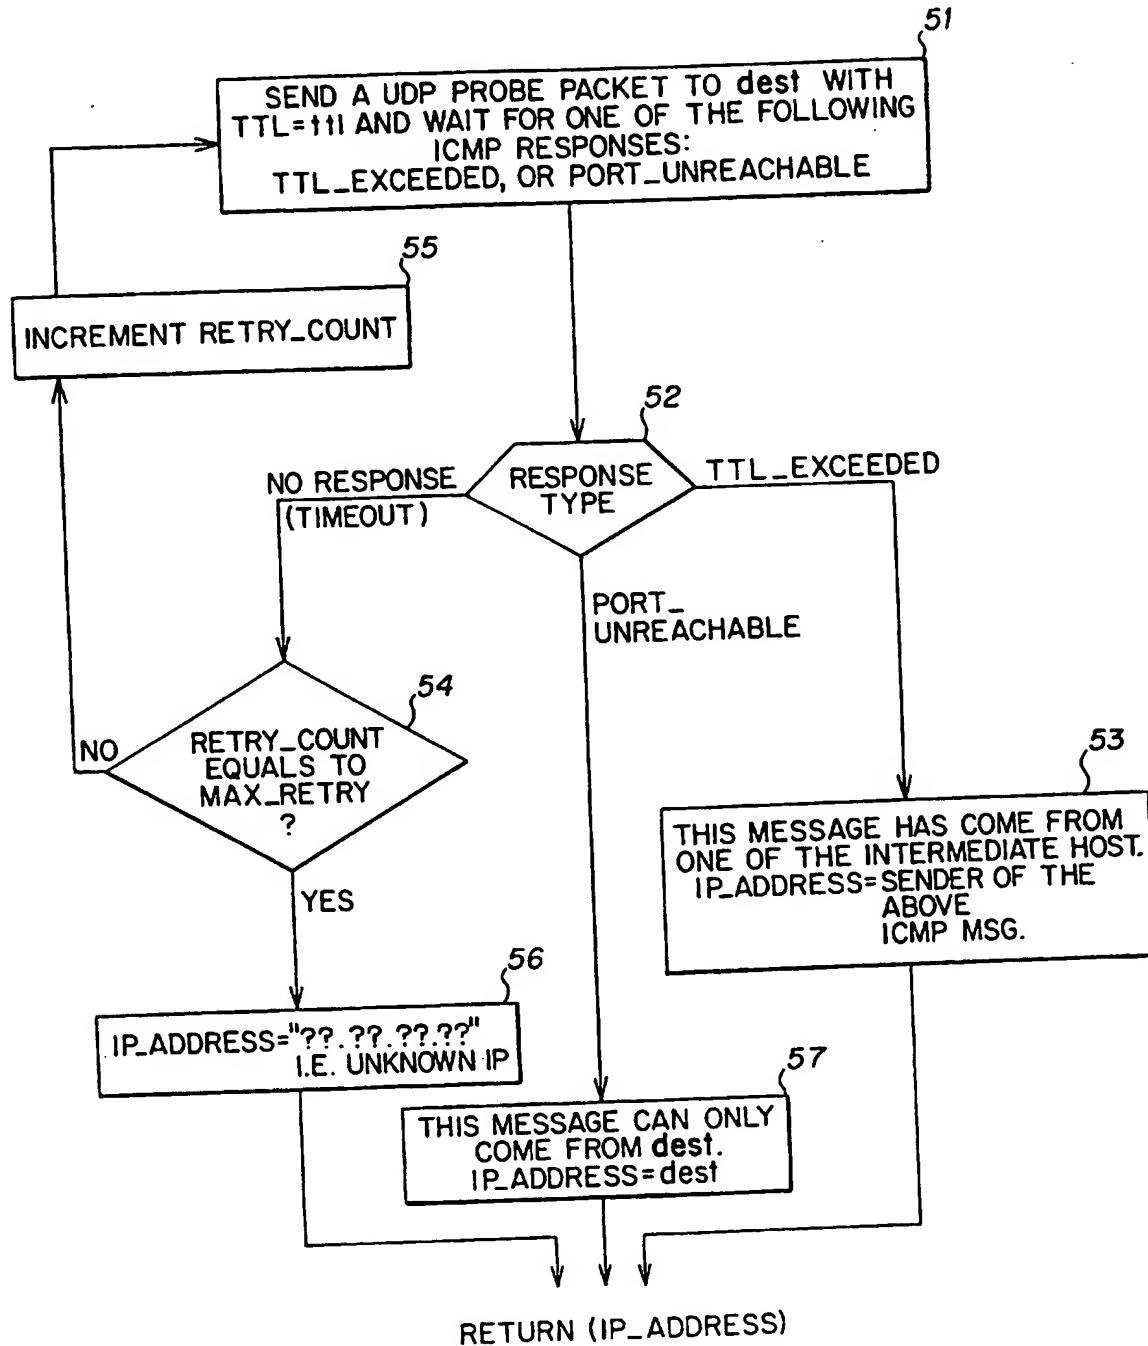 51
SEND A UDP PROBE PACKET TO dest WITH
TTL=ttl AND WAIT FOR ONE OF THE FOLLOWING
ICMP RESPONSES:
TTL_EXCEEDED, OR PORT_UNREACHABLE
55
INCREMENT RETRY_COUNT
52
RESPONSE
TYPE
NO RESPONSE
(TIMEOUT)
TTL_EXCEEDED
PORT_
UNREACHABLE
54
RETRY_COUNT
EQUALS TO
MAX_RETRY
?
NO
YES
53
THIS MESSAGE HAS COME FROM
ONE OF THE INTERMEDIATE HOST.
IP_ADDRESS=SENDER OF THE
ABOVE
ICMP MSG.
56
IP_ADDRESS="??.??.??.??"
I.E. UNKNOWN IP
57
THIS MESSAGE CAN ONLY
COME FROM dest.
IP_ADDRESS=dest
RETURN (IP_ADDRESS)